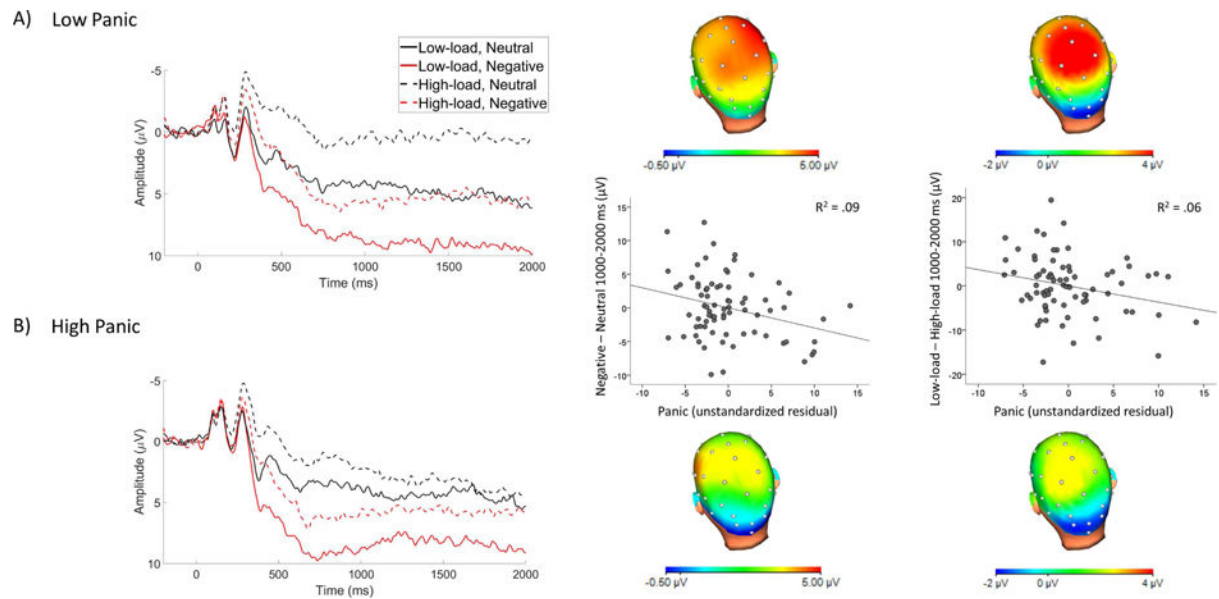 A) Low Panic
Low-load, Neutral
Low-load, Negative
High-load, Neutral
High-load, Negative
-5
0
5
10
Amplitude (µV)
0 500 1000 1500 2000
Time (ms)
B) High Panic
-5
0
5
10
Amplitude (µV)
0 500 1000 1500 2000
Time (ms)
-0.50 µV 5.00 µV
R² = .09
15
10
5
0
-5
-10
Negative – Neutral 1000-2000 ms (µV)
-10 -5 0 5 10 15
Panic (unstandardized residual)
-0.50 µV 5.00 µV
-2 µV 0 µV 4 µV
R² = .06
20
10
0
-10
-20
Low-load – High-load 1000-2000 ms (µV)
-10 -5 0 5 10 15
Panic (unstandardized residual)
-2 µV 0 µV 4 µV